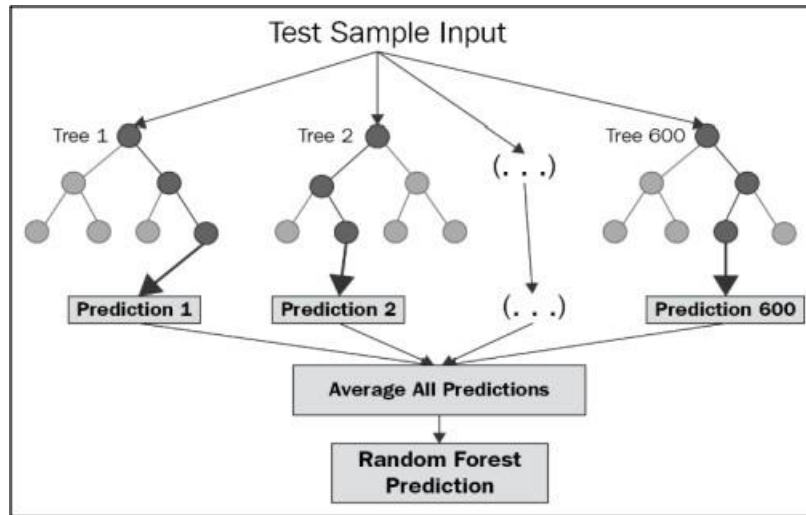 Test Sample Input
Tree 1
Tree 2
(. . .)
Tree 600
Prediction 1
Prediction 2
(. . .)
Prediction 600
Average All Predictions
Random Forest
Prediction